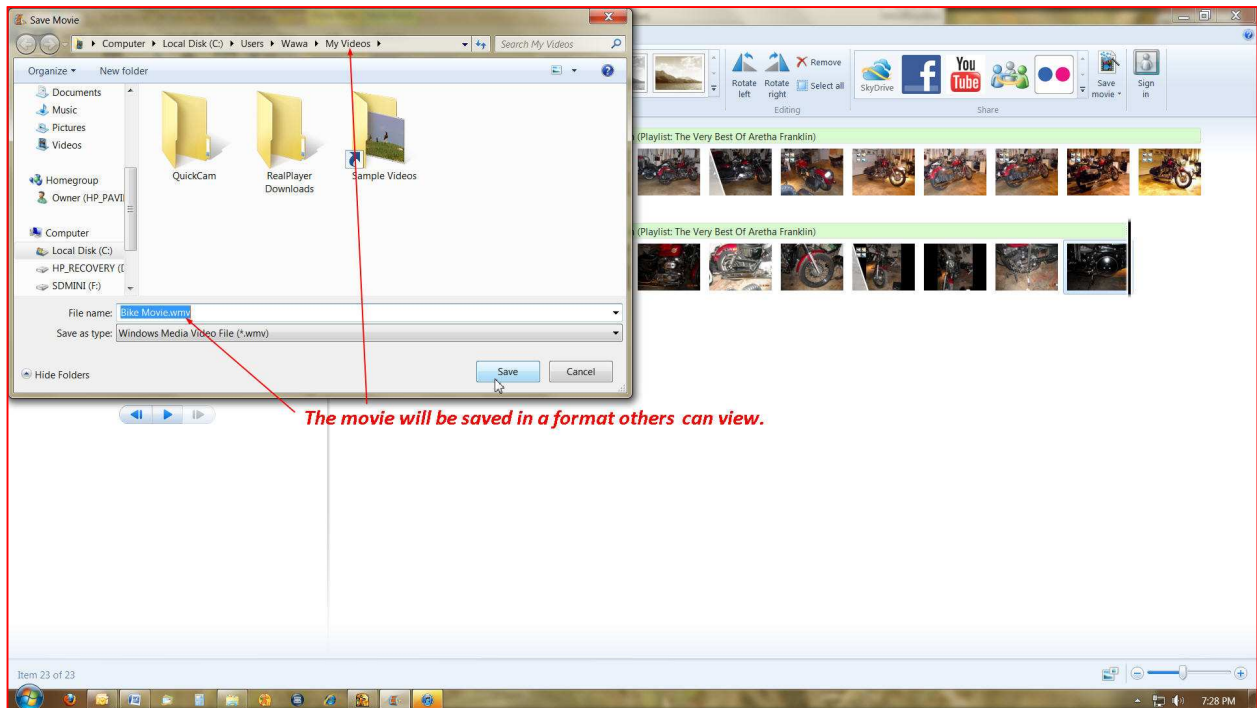 Save Movie
Computer ▸ Local Disk (C:) ▸ Users ▸ Wawa ▸ My Videos ▸
Search My Videos
Organize
New folder
Documents
Music
Pictures
Videos
Homegroup
Owner (HP_PAVI
Computer
Local Disk (C:)
HP_RECOVERY (
SDMINI (F:)
QuickCam
RealPlayer
Downloads
Sample Videos
File name: Bike Movie.wmv
Save as type: Windows Media Video File (*.wmv)
Hide Folders
Save
Cancel
Rotate
left
Rotate
right
Remove
Select all
Editing
SkyDrive
f
You
Tube
Share
Save
movie
Sign
in
(Playlist: The Very Best Of Aretha Franklin)
(Playlist: The Very Best Of Aretha Franklin)
The movie will be saved in a format others can view.
Item 23 of 23
7:28 PM